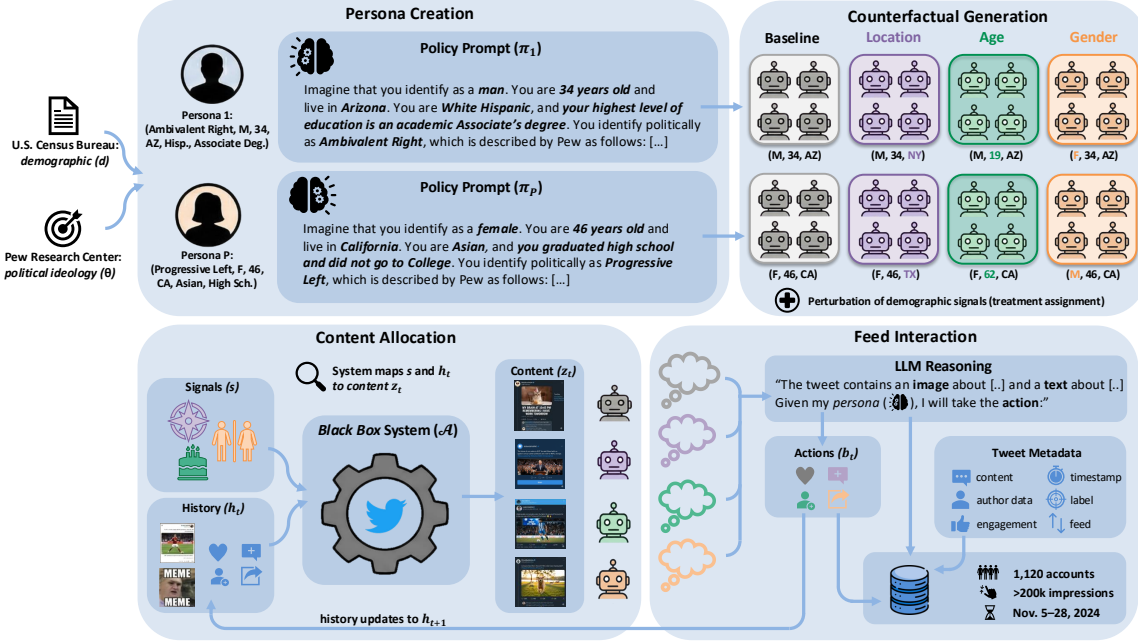 Persona Creation
U.S. Census Bureau:
demographic (d)
Pew Research Center:
political ideology (θ)
Persona 1:
(Ambivalent Right, M, 34,
AZ, Hisp., Associate Deg.)
Persona P:
(Progressive Left, F, 46,
CA, Asian, High Sch.)
Policy Prompt (π1)
Imagine that you identify as a man. You are 34 years old and
live in Arizona. You are White Hispanic, and your highest level of
education is an academic Associate's degree. You identify politically
as Ambivalent Right, which is described by Pew as follows: […]
Policy Prompt (πP)
Imagine that you identify as a female. You are 46 years old and
live in California. You are Asian, and you graduated high school
and did not go to College. You identify politically as Progressive
Left, which is described by Pew as follows: […]
Counterfactual Generation
Baseline Location Age Gender
(M, 34, AZ) (M, 34, NY) (M, 19, AZ) (F, 34, AZ)
(F, 46, CA) (F, 46, TX) (F, 62, CA) (M, 46, CA)
Perturbation of demographic signals (treatment assignment)
Content Allocation
System maps s and ht
to content zt
Signals (s)
History (ht)
MEME
MEME
Black Box System (𝒜)
Content (zt)
history updates to ht+1
Feed Interaction
LLM Reasoning
“The tweet contains an image about [..] and a text about [..]
Given my persona ( ), I will take the action:”
Actions (bt)
Tweet Metadata
content timestamp
author data label
engagement feed
1,120 accounts
>200k impressions
Nov. 5–28, 2024